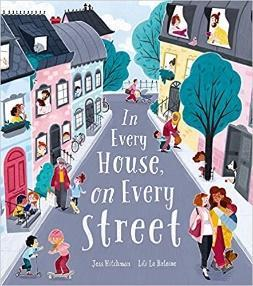 In
Every
House,
on Every
Street
Jess Hitchman Lili La Baleine